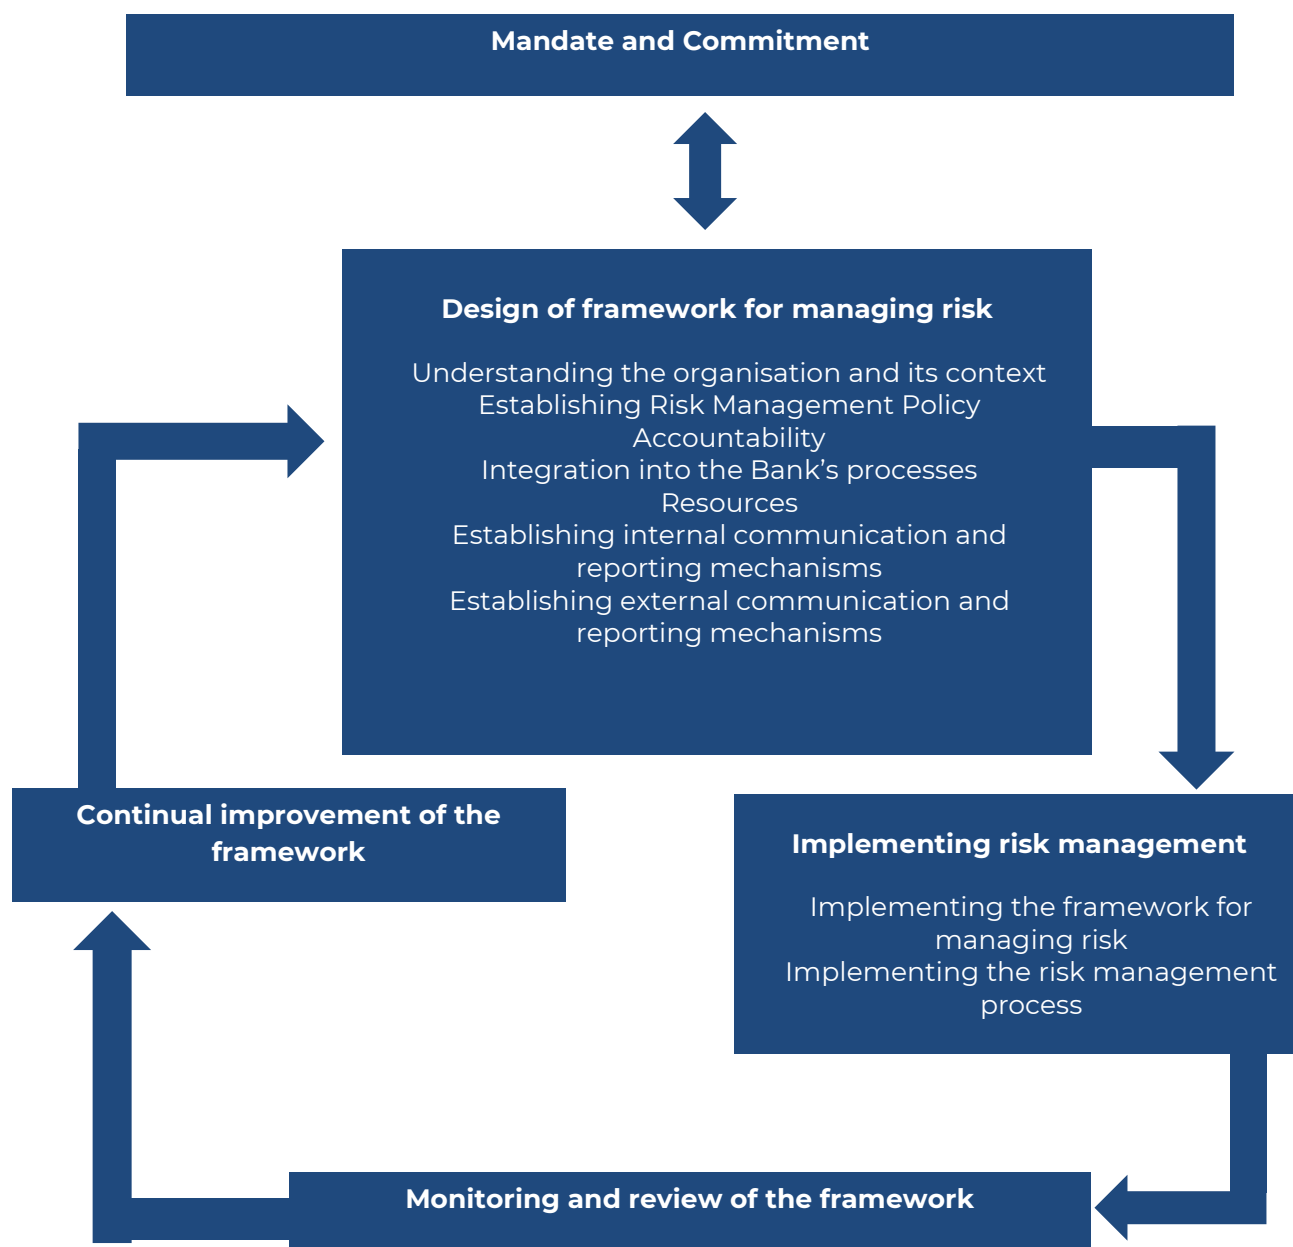 Mandate and Commitment
Design of framework for managing risk
Understanding the organisation and its context
Establishing Risk Management Policy
Accountability
Integration into the Bank’s processes
Resources
Establishing internal communication and
reporting mechanisms
Establishing external communication and
reporting mechanisms
Continual improvement of the
framework
Implementing risk management
Implementing the framework for
managing risk
Implementing the risk management
process
Monitoring and review of the framework